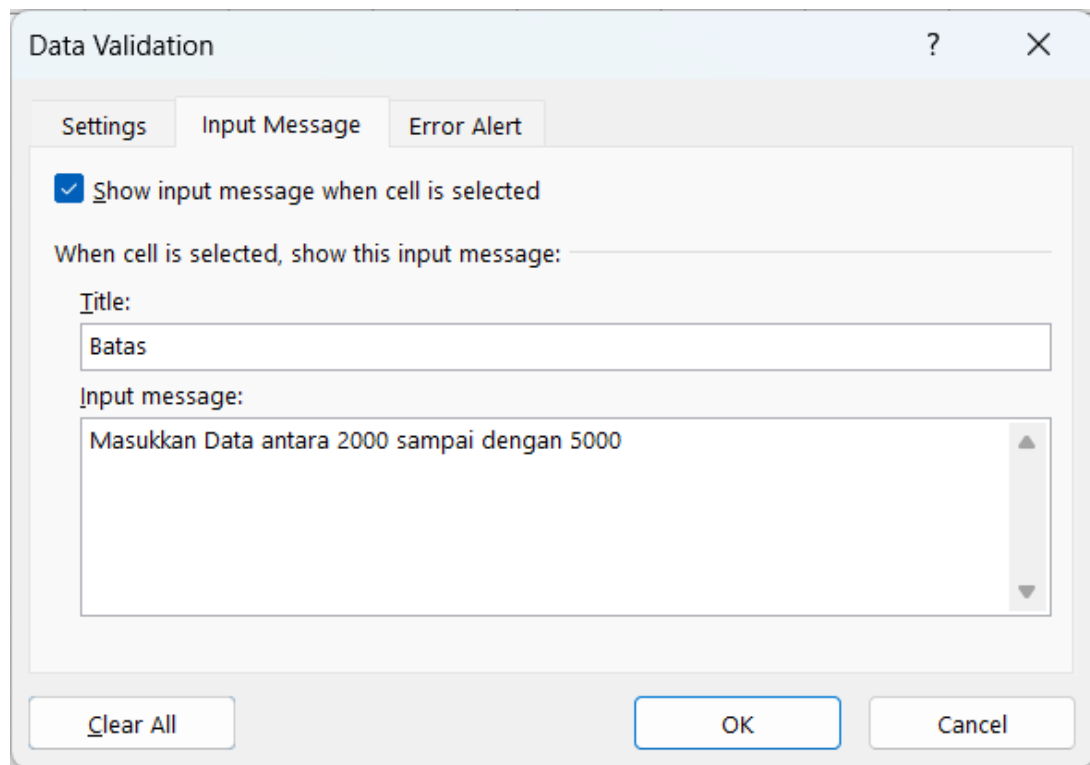 Data Validation ?
Settings Input Message Error Alert
Show input message when cell is selected
When cell is selected, show this input message:
Title:
Batas
Input message:
Masukkan Data antara 2000 sampai dengan 5000
Clear All OK Cancel